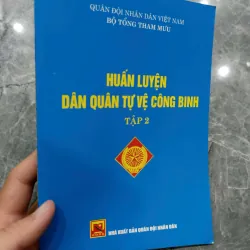 QUÂN ĐỘI NHÂN DÂN VIỆT NAM
BỘ TỔNG THAM MƯU
HUẤN LUYỆN
DÂN QUÂN TỰ VỆ CÔNG BINH
TẬP 2
NHÀ XUẤT BẢN QUÂN ĐỘI NHÂN DÂN